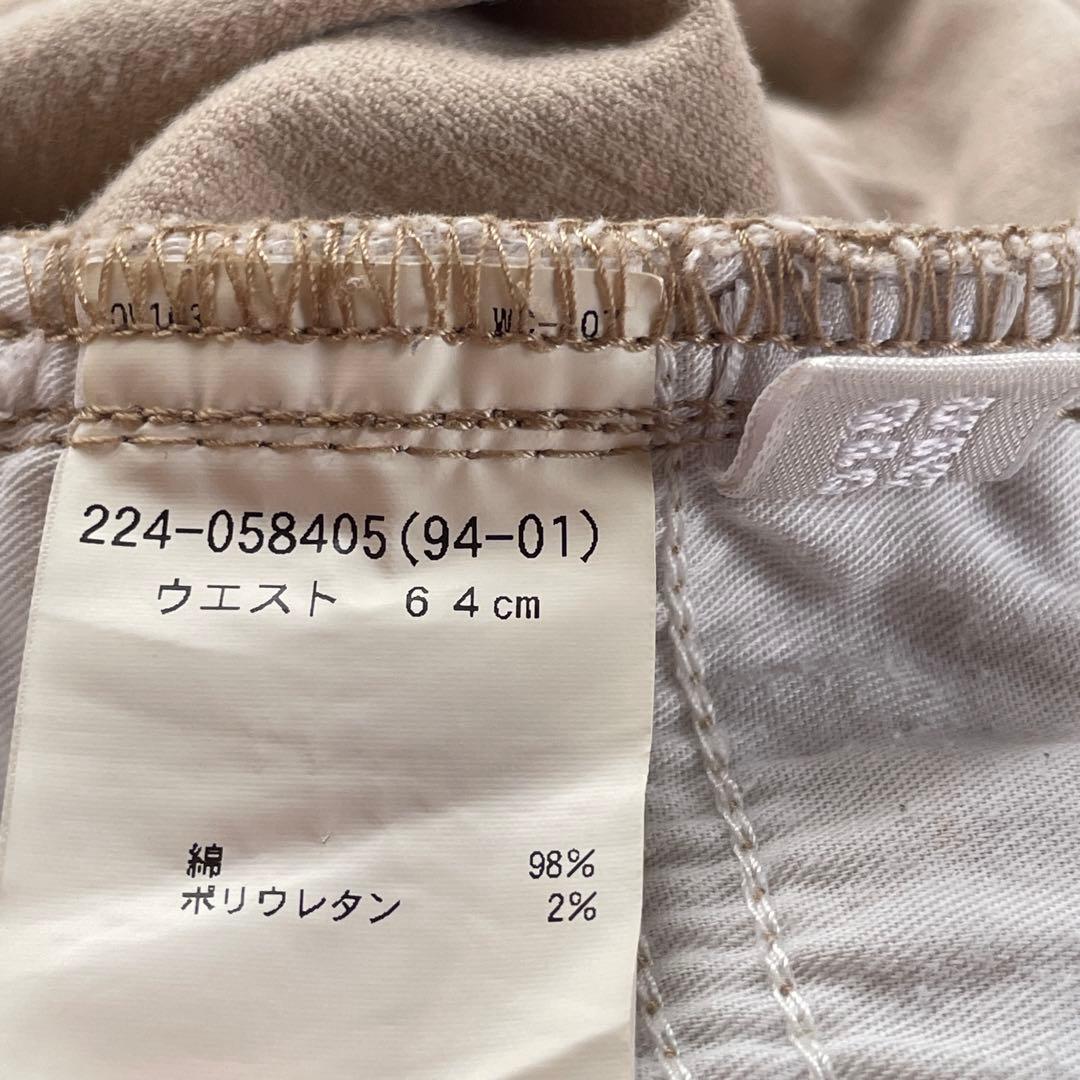 224-058405(94-01)
ウエスト 64cm
綿 98%
ポリウレタン 2%